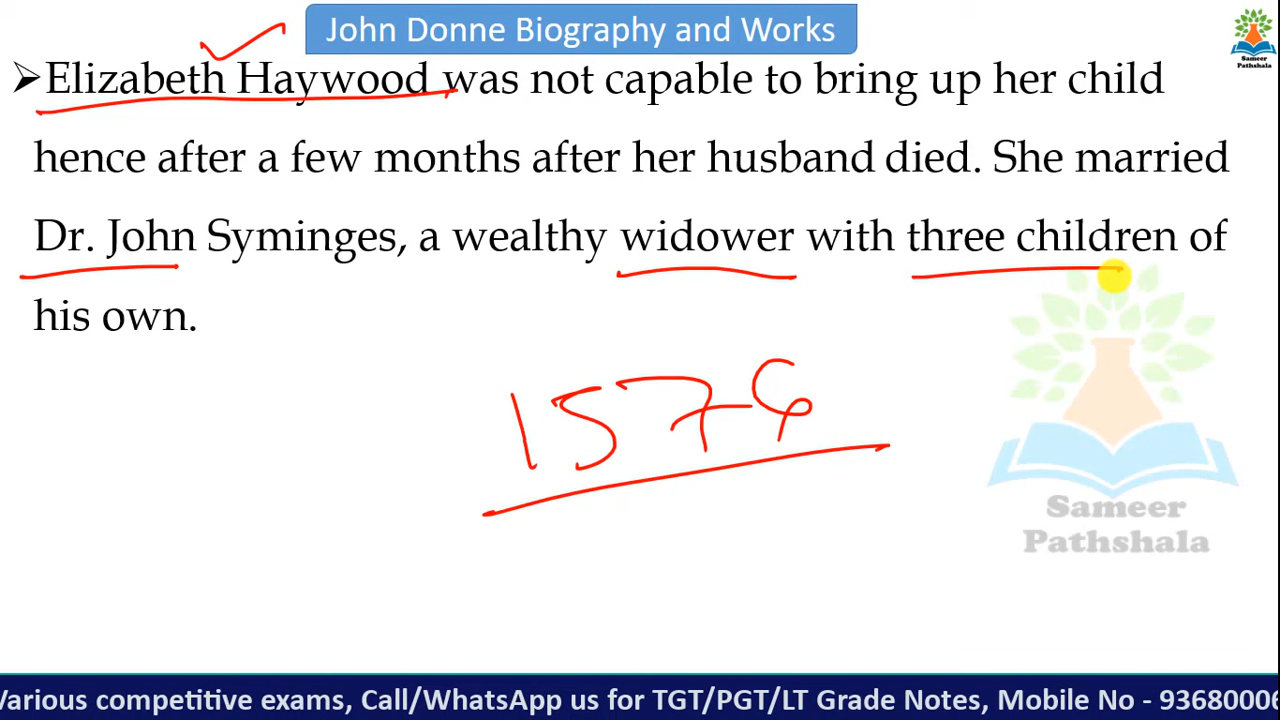 John Donne Biography and Works
Sameer
Pathshala
➤Elizabeth Haywood was not capable to bring up her child
hence after a few months after her husband died. She married
Dr. John Syminges, a wealthy widower with three children of
his own.
1576
Sameer
Pathshala
Various competitive exams, Call/WhatsApp us for TGT/PGT/LT Grade Notes, Mobile No - 93680006